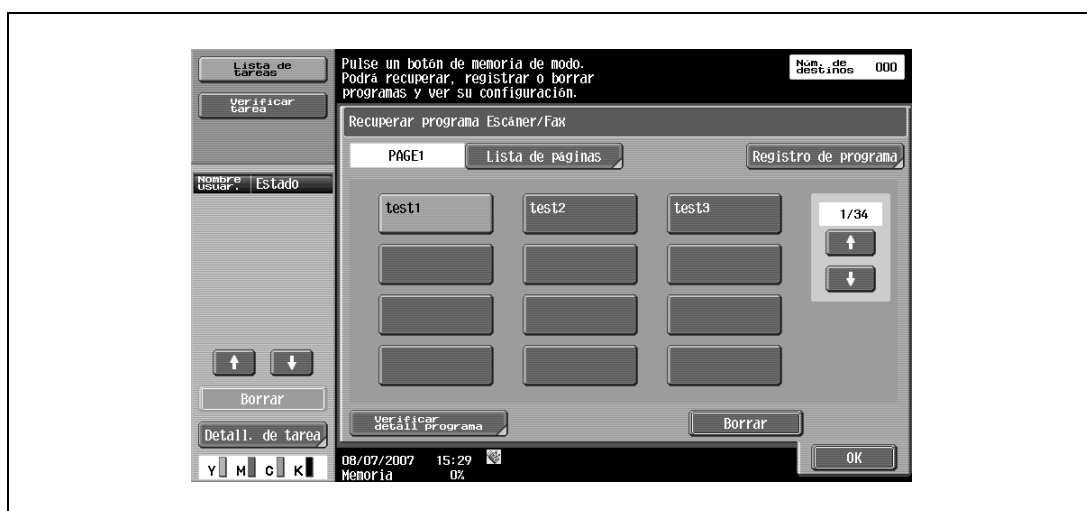 Lista de
tareas
Verificar
tarea
Nombre
usuar.
Estado
Borrar
Detall. de tarea
Y M C K
Pulse un botón de memoria de modo.
Podrá recuperar, registrar o borrar
programas y ver su configuración.
Núm. de
destinos
000
Recuperar programa Escáner/Fax
PAGE1
Lista de páginas
Registro de programa
test1
test2
test3
1/34
Verificar
detall programa
Borrar
08/07/2007 15:29
Memoria 0%
OK